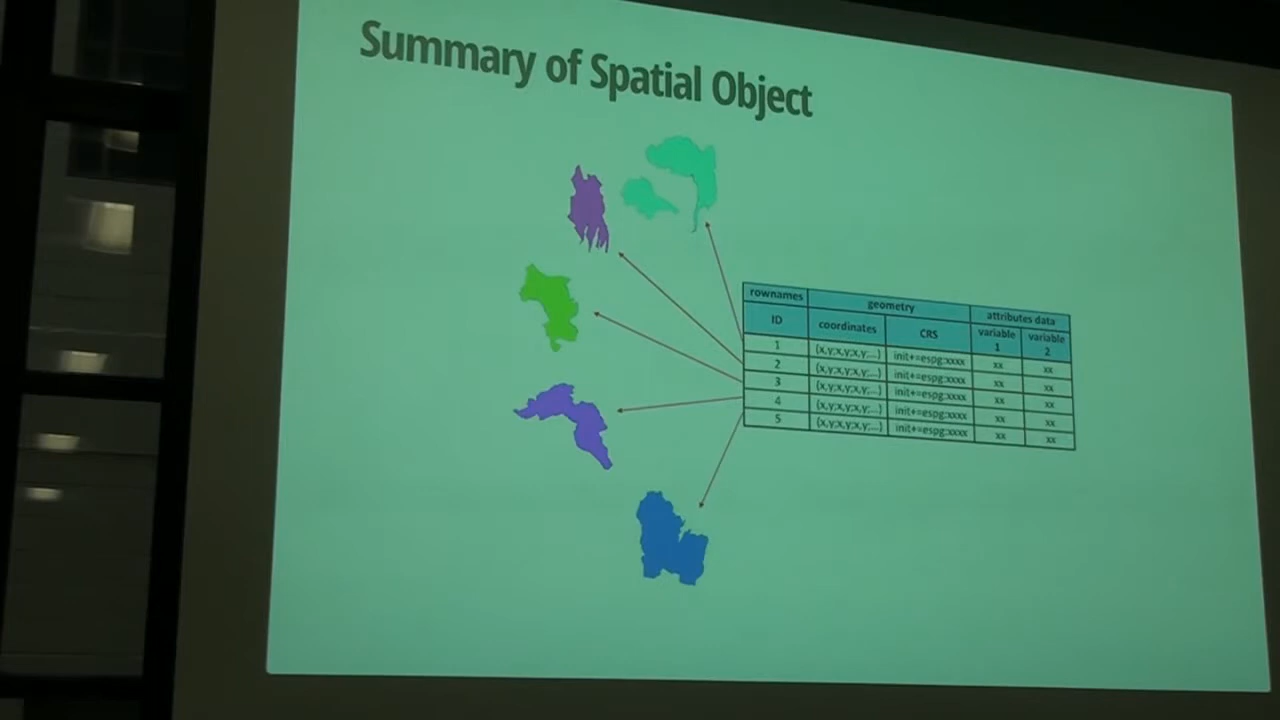 Summary of Spatial Object
rownames geometry attributes data
ID coordinates CRS variable 1 variable 2
1 (x,y;x,y;x,y;...) init+=espg:xxxx xx xx
2 (x,y;x,y;x,y;...) init+=espg:xxxx xx xx
3 (x,y;x,y;x,y;...) init+=espg:xxxx xx xx
4 (x,y;x,y;x,y;...) init+=espg:xxxx xx xx
5 (x,y;x,y;x,y;...) init+=espg:xxxx xx xx